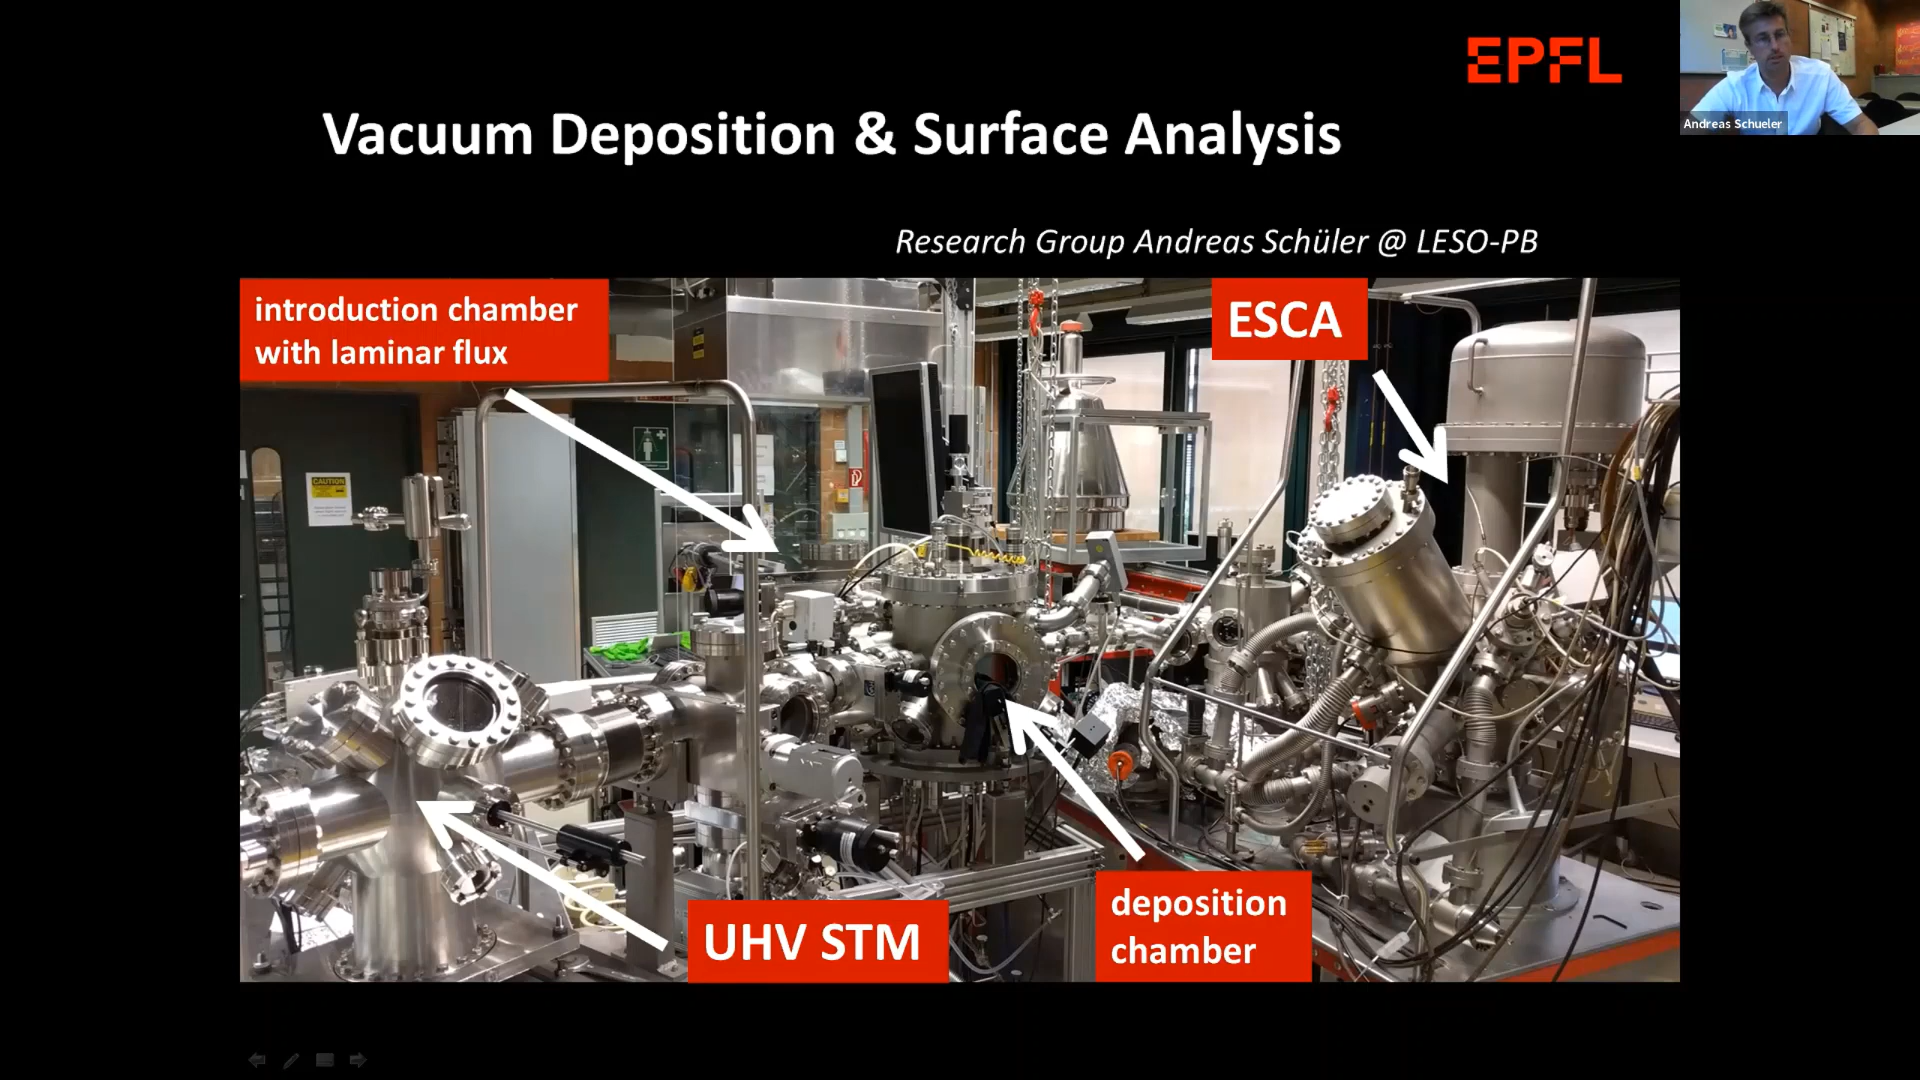 EPFL
Andreas Schueler
Vacuum Deposition & Surface Analysis
Research Group Andreas Schüler @ LESO-PB
introduction chamber
with laminar flux
ESCA
CAUTION
UHV STM
deposition
chamber